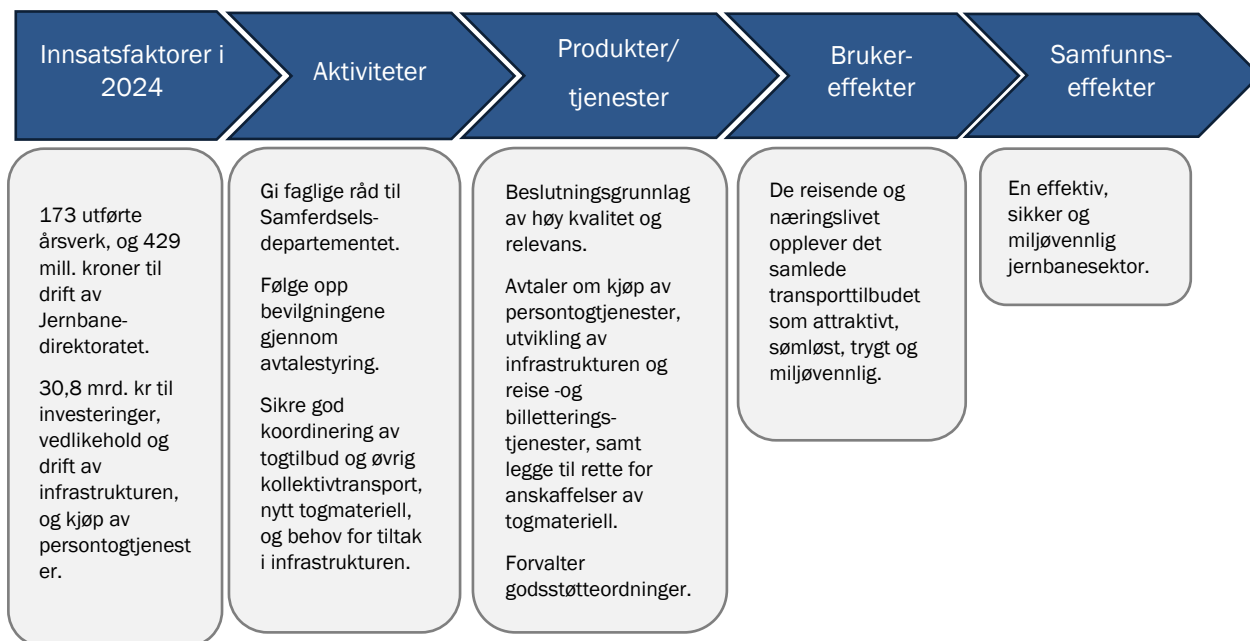 Innsatsfaktorer i
2024
Aktiviteter
Produkter/
tjenester
Bruker-
effekter
Samfunns-
effekter
173 utførte
årsverk, og 429
mill. kroner til
drift av
Jernbane-
direktoratet.
30,8 mrd. kr til
investeringer,
vedlikehold og
drift av
infrastrukturen,
og kjøp av
persontogtjenest
er.
Gi faglige råd til
Samferdsels-
departementet.
Følge opp
bevilgningene
gjennom
avtalestyring.
Sikre god
koordinering av
togtilbud og øvrig
kollektivtransport,
nytt togmateriell,
og behov for tiltak
i infrastrukturen.
Beslutningsgrunnlag
av høy kvalitet og
relevans.
Avtaler om kjøp av
persontogtjenester,
utvikling av
infrastrukturen og
reise -og
billetterings-
tjenester, samt
legge til rette for
anskaffelser av
togmateriell.
Forvalter
godsstøtteordninger.
De reisende og
næringslivet
opplever det
samlede
transporttilbudet
som attraktivt,
sømløst, trygt og
miljøvennlig.
En effektiv,
sikker og
miljøvennlig
jernbanesektor.